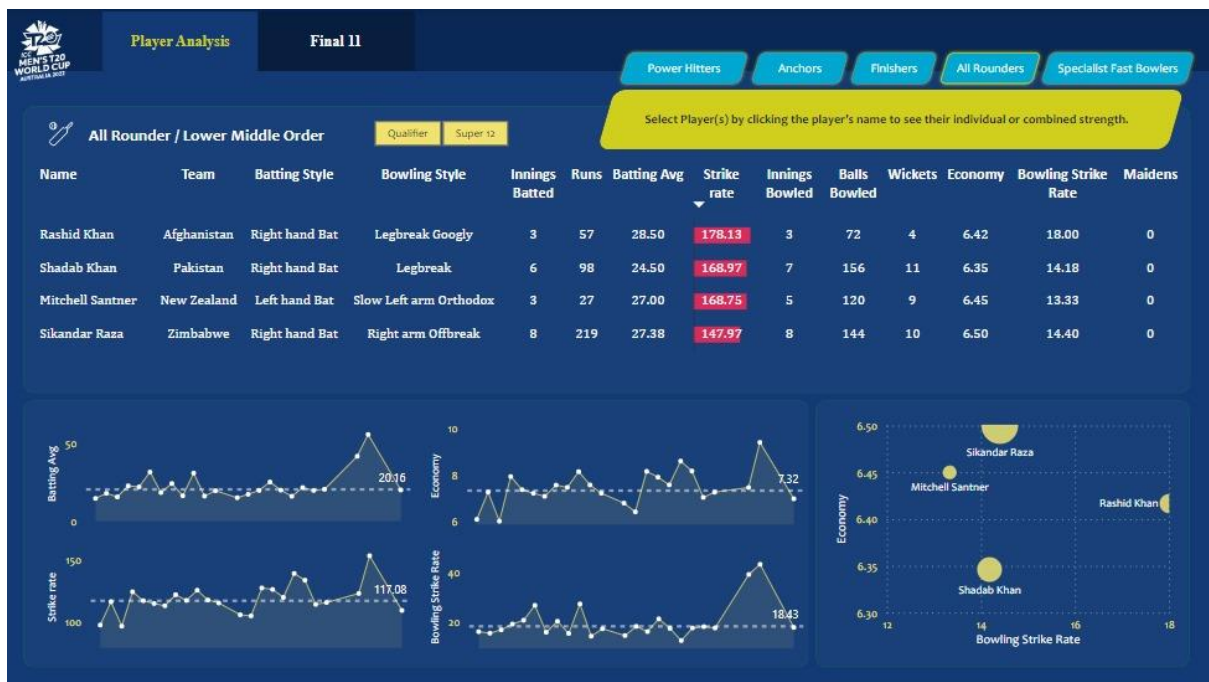 ICC
MEN'S T20
WORLD CUP
AUSTRALIA 2022
Player Analysis
Final 11
Power Hitters
Anchors
Finishers
All Rounders
Specialist Fast Bowlers
Select Player(s) by clicking the player's name to see their individual or combined strength.
All Rounder / Lower Middle Order
Qualifier
Super 12
Name Team Batting Style Bowling Style Innings Batted Runs Batting Avg Strike rate Innings Bowled Balls Bowled Wickets Economy Bowling Strike Rate Maidens
Rashid Khan Afghanistan Right hand Bat Legbreak Googly 3 57 28.50 178.13 3 72 4 6.42 18.00 0
Shadab Khan Pakistan Right hand Bat Legbreak 6 98 24.50 168.97 7 156 11 6.35 14.18 0
Mitchell Santner New Zealand Left hand Bat Slow Left arm Orthodox 3 27 27.00 168.75 5 120 9 6.45 13.33 0
Sikandar Raza Zimbabwe Right hand Bat Right arm Offbreak 8 219 27.38 147.97 8 144 10 6.50 14.40 0
Batting Avg
50
0
20.16
Economy
10
8
6
7.32
Strike rate
150
100
117.08
Bowling Strike Rate
40
20
18.43
Economy
6.50
6.45
6.40
6.35
6.30
Sikandar Raza
Mitchell Santner
Rashid Khan
Shadab Khan
12 14 16 18
Bowling Strike Rate